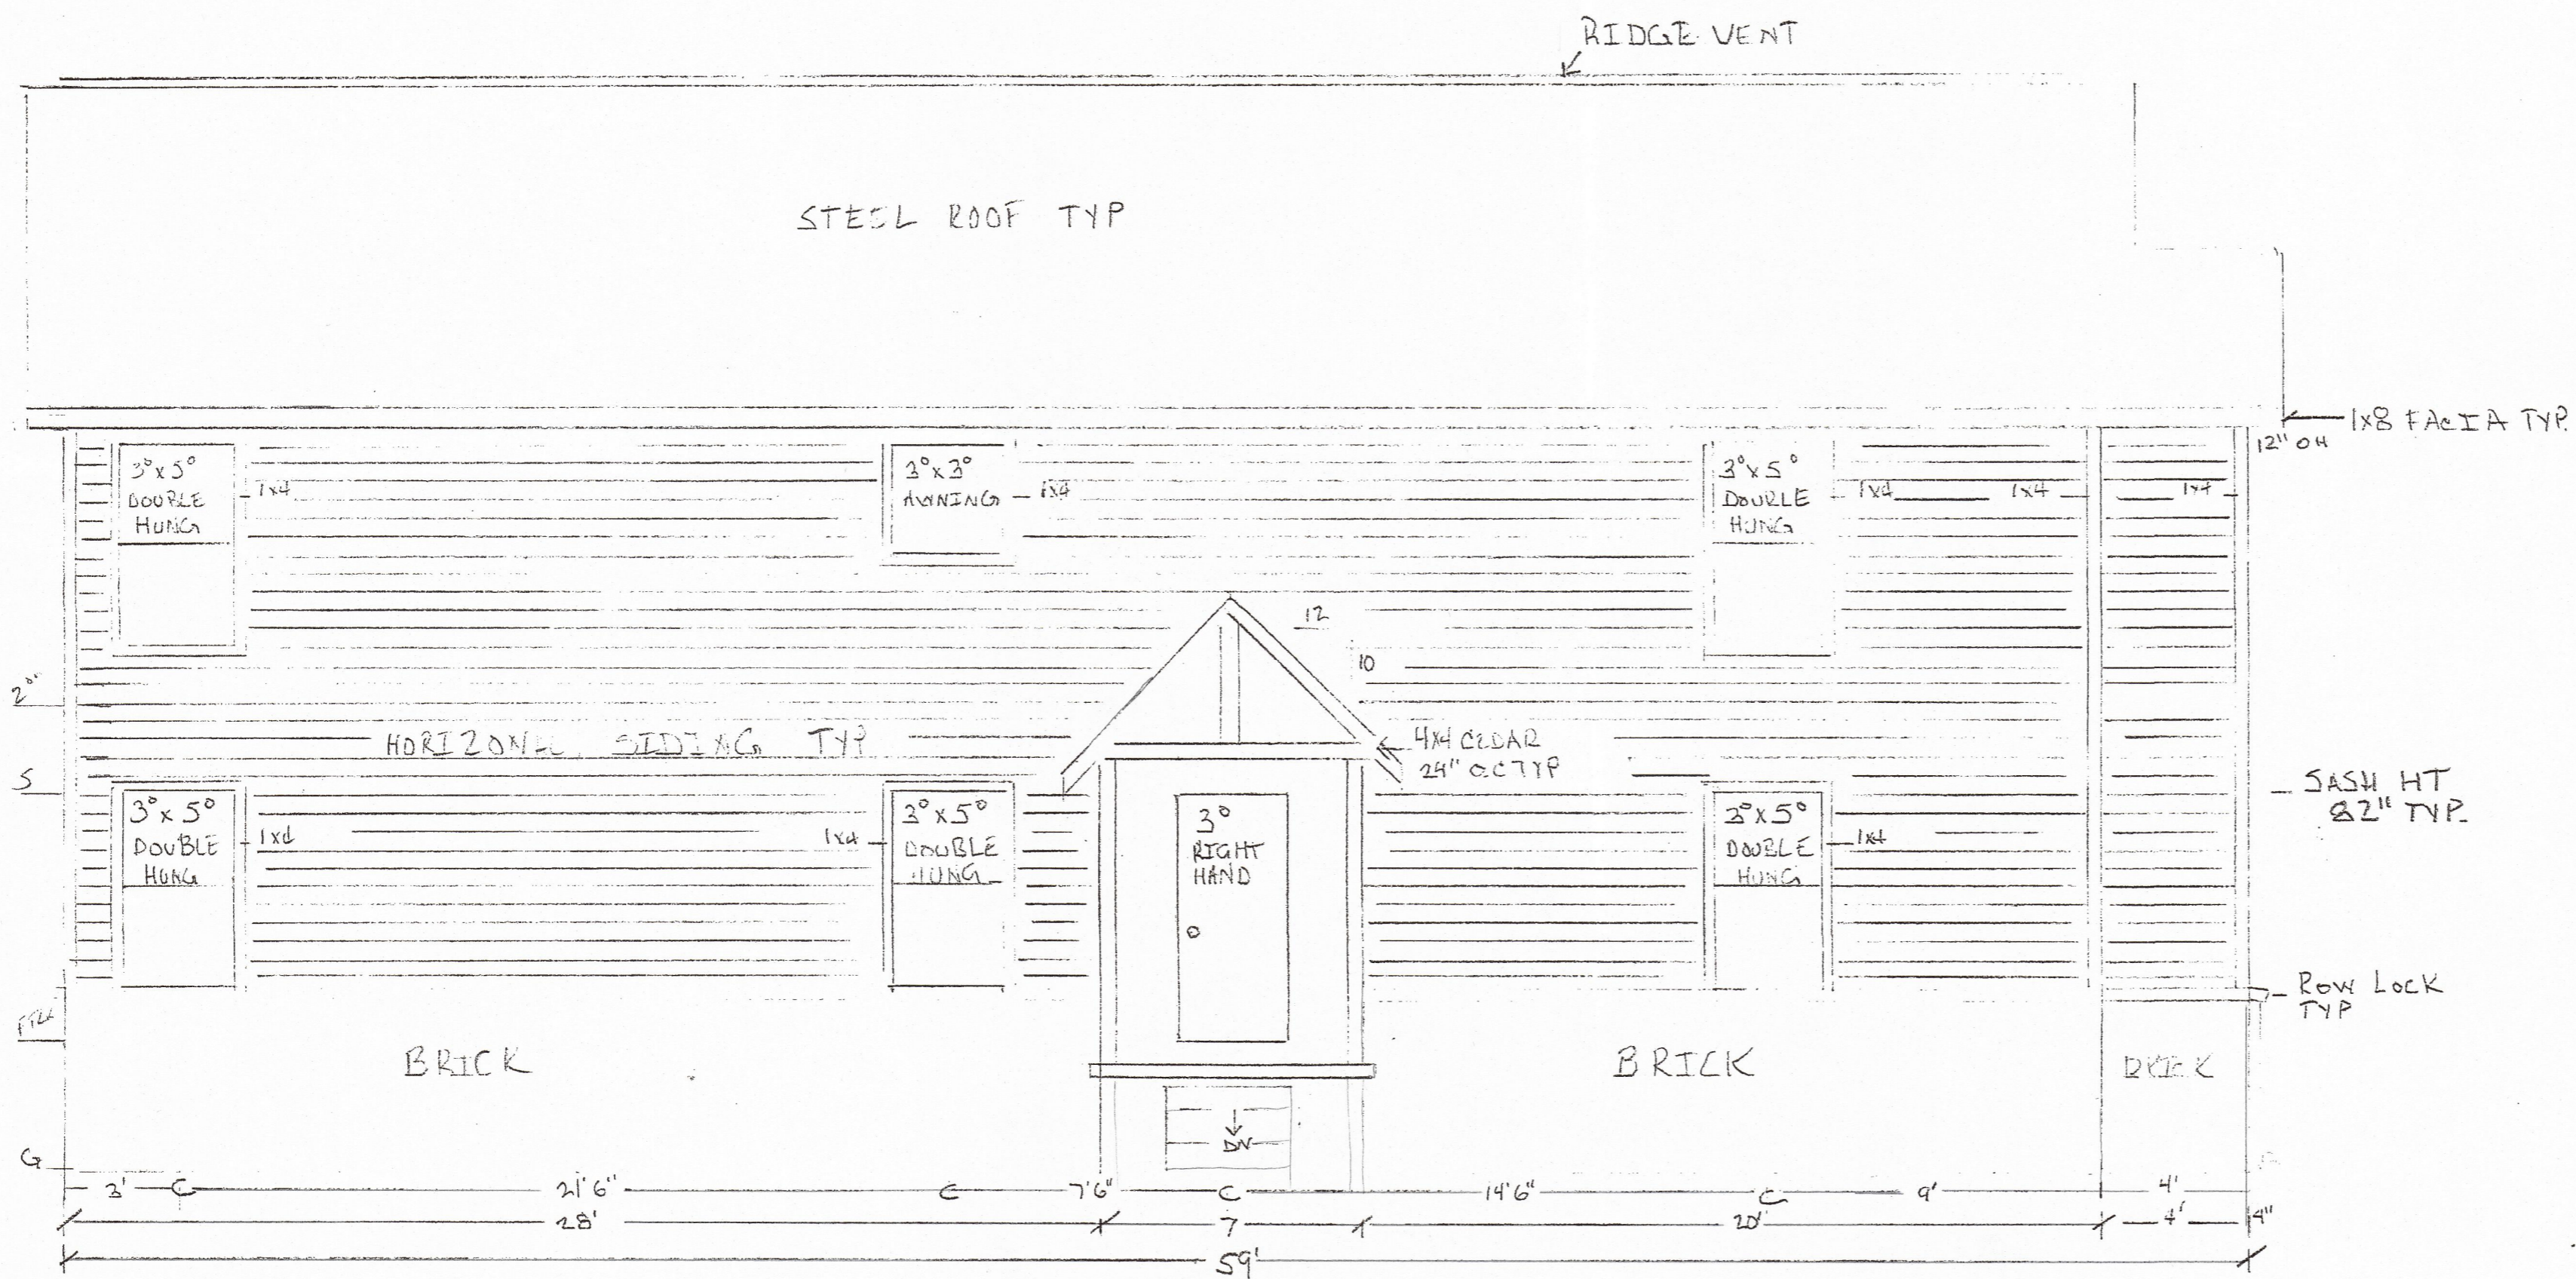 RIDGE VENT
STEEL ROOF TYP
1x8 FACIA TYP.
12" OH
3°x5°
DOUBLE
HUNG
1x4
3°x3°
AWNING
1x4
3°x5°
DOUBLE
HUNG
1x4
1x4
1x4
12
10
HORIZONAL SIDING TYP
4x4 CEDAR
24" O.C TYP
S
SASH HT
82" TYP.
3°x5°
DOUBLE
HUNG
1x4
1x4
3°x5°
DOUBLE
HUNG
3°
RIGHT
HAND
3°x5°
DOUBLE
HUNG
1x4
ROW LOCK
TYP
BRICK
BRICK
BRICK
DN
G
3' C 21'6" C 7'6" C 14'6" C 9' 4'
28' 7 20' 4' 4"
59'